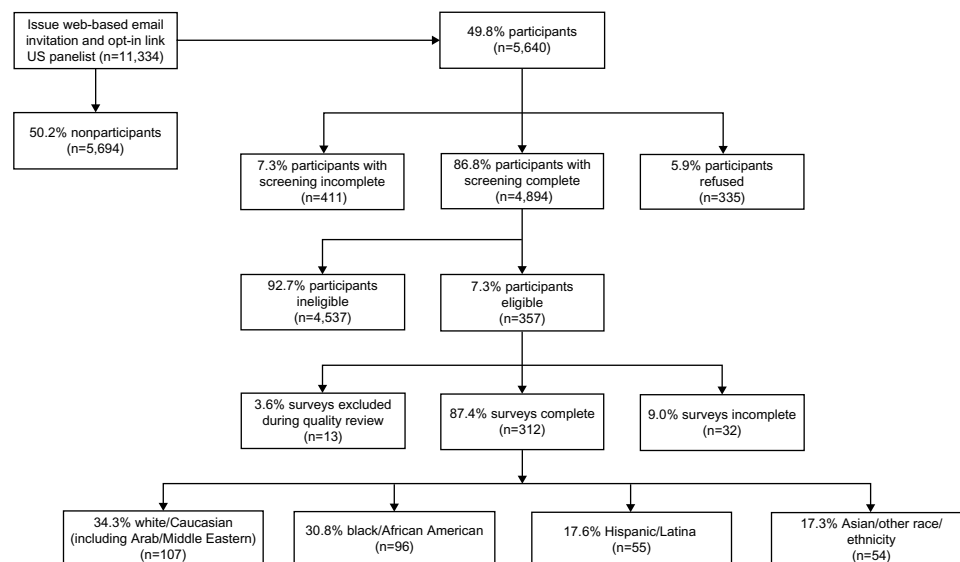 Issue web-based email
invitation and opt-in link
US panelist (n=11,334)
49.8% participants
(n=5,640)
50.2% nonparticipants
(n=5,694)
7.3% participants with
screening incomplete
(n=411)
86.8% participants with
screening complete
(n=4,894)
5.9% participants
refused
(n=335)
92.7% participants
ineligible
(n=4,537)
7.3% participants
eligible
(n=357)
3.6% surveys excluded
during quality review
(n=13)
87.4% surveys complete
(n=312)
9.0% surveys incomplete
(n=32)
34.3% white/Caucasian
(including Arab/Middle Eastern)
(n=107)
30.8% black/African American
(n=96)
17.6% Hispanic/Latina
(n=55)
17.3% Asian/other race/
ethnicity
(n=54)